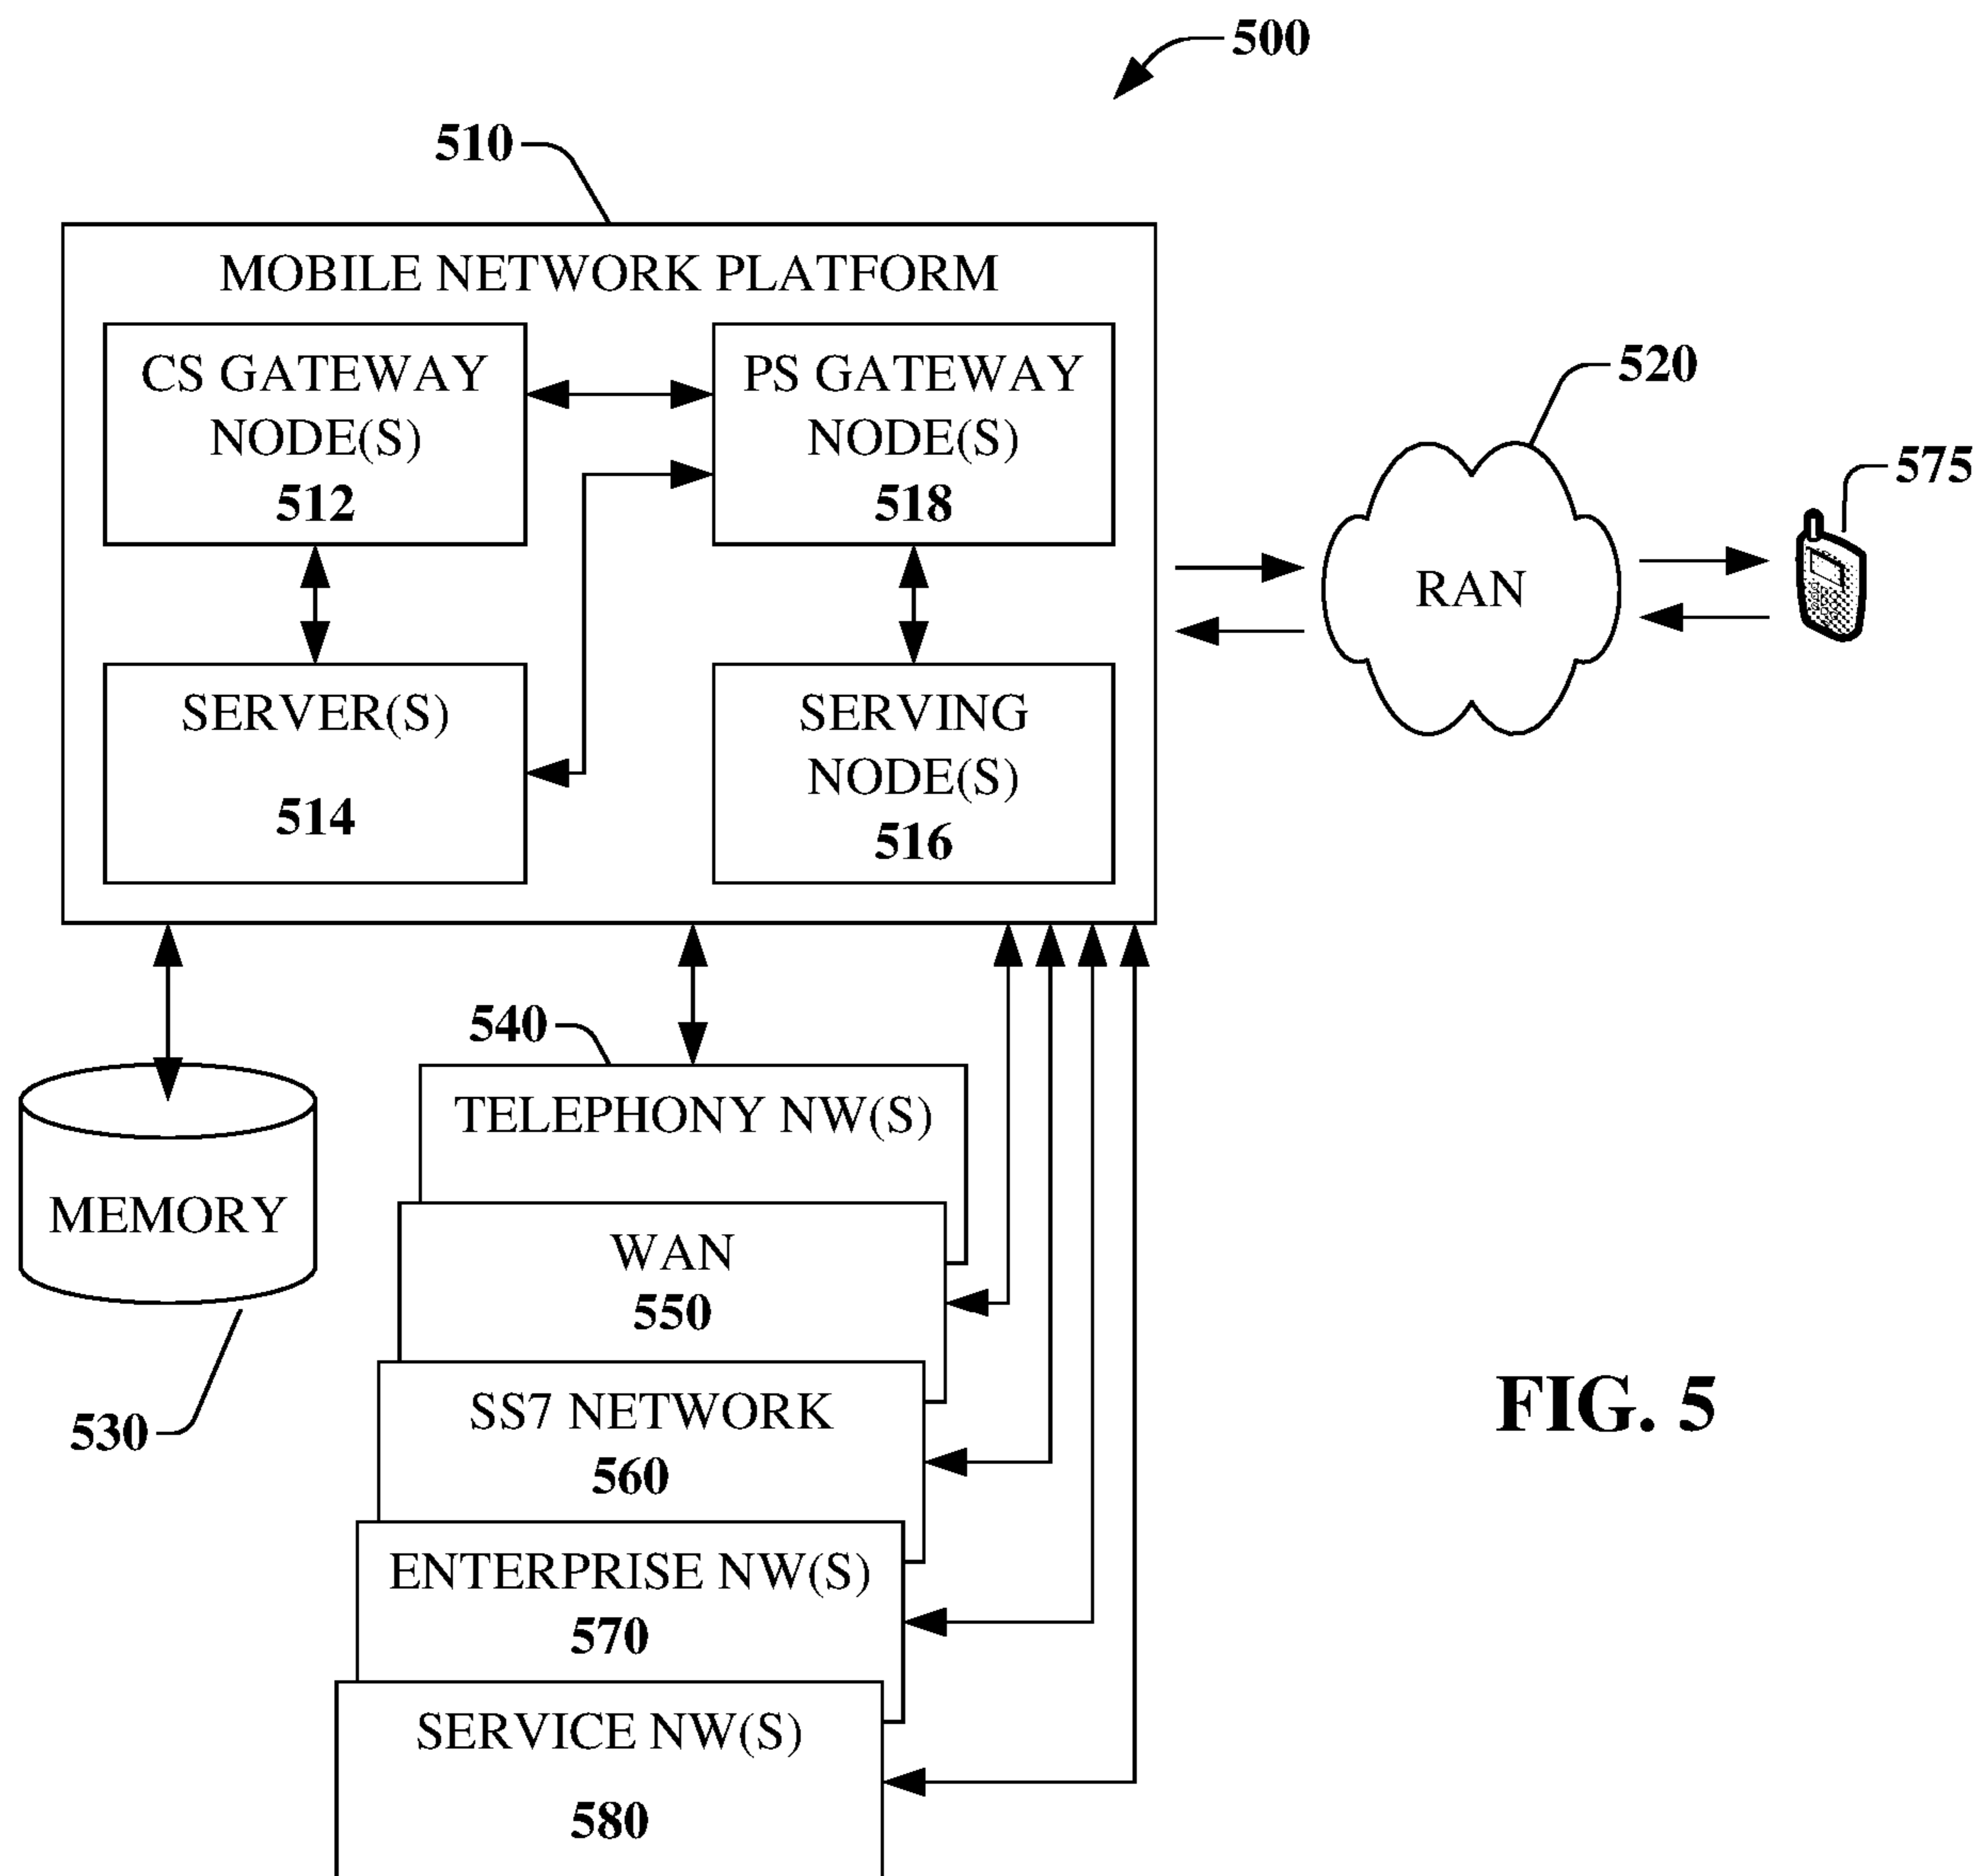 500
510
MOBILE NETWORK PLATFORM
CS GATEWAY
NODE(S)
512
PS GATEWAY
NODE(S)
518
SERVER(S)
514
SERVING
NODE(S)
516
520
RAN
575
540
TELEPHONY NW(S)
MEMORY
530
WAN
550
SS7 NETWORK
560
ENTERPRISE NW(S)
570
SERVICE NW(S)
580
FIG. 5